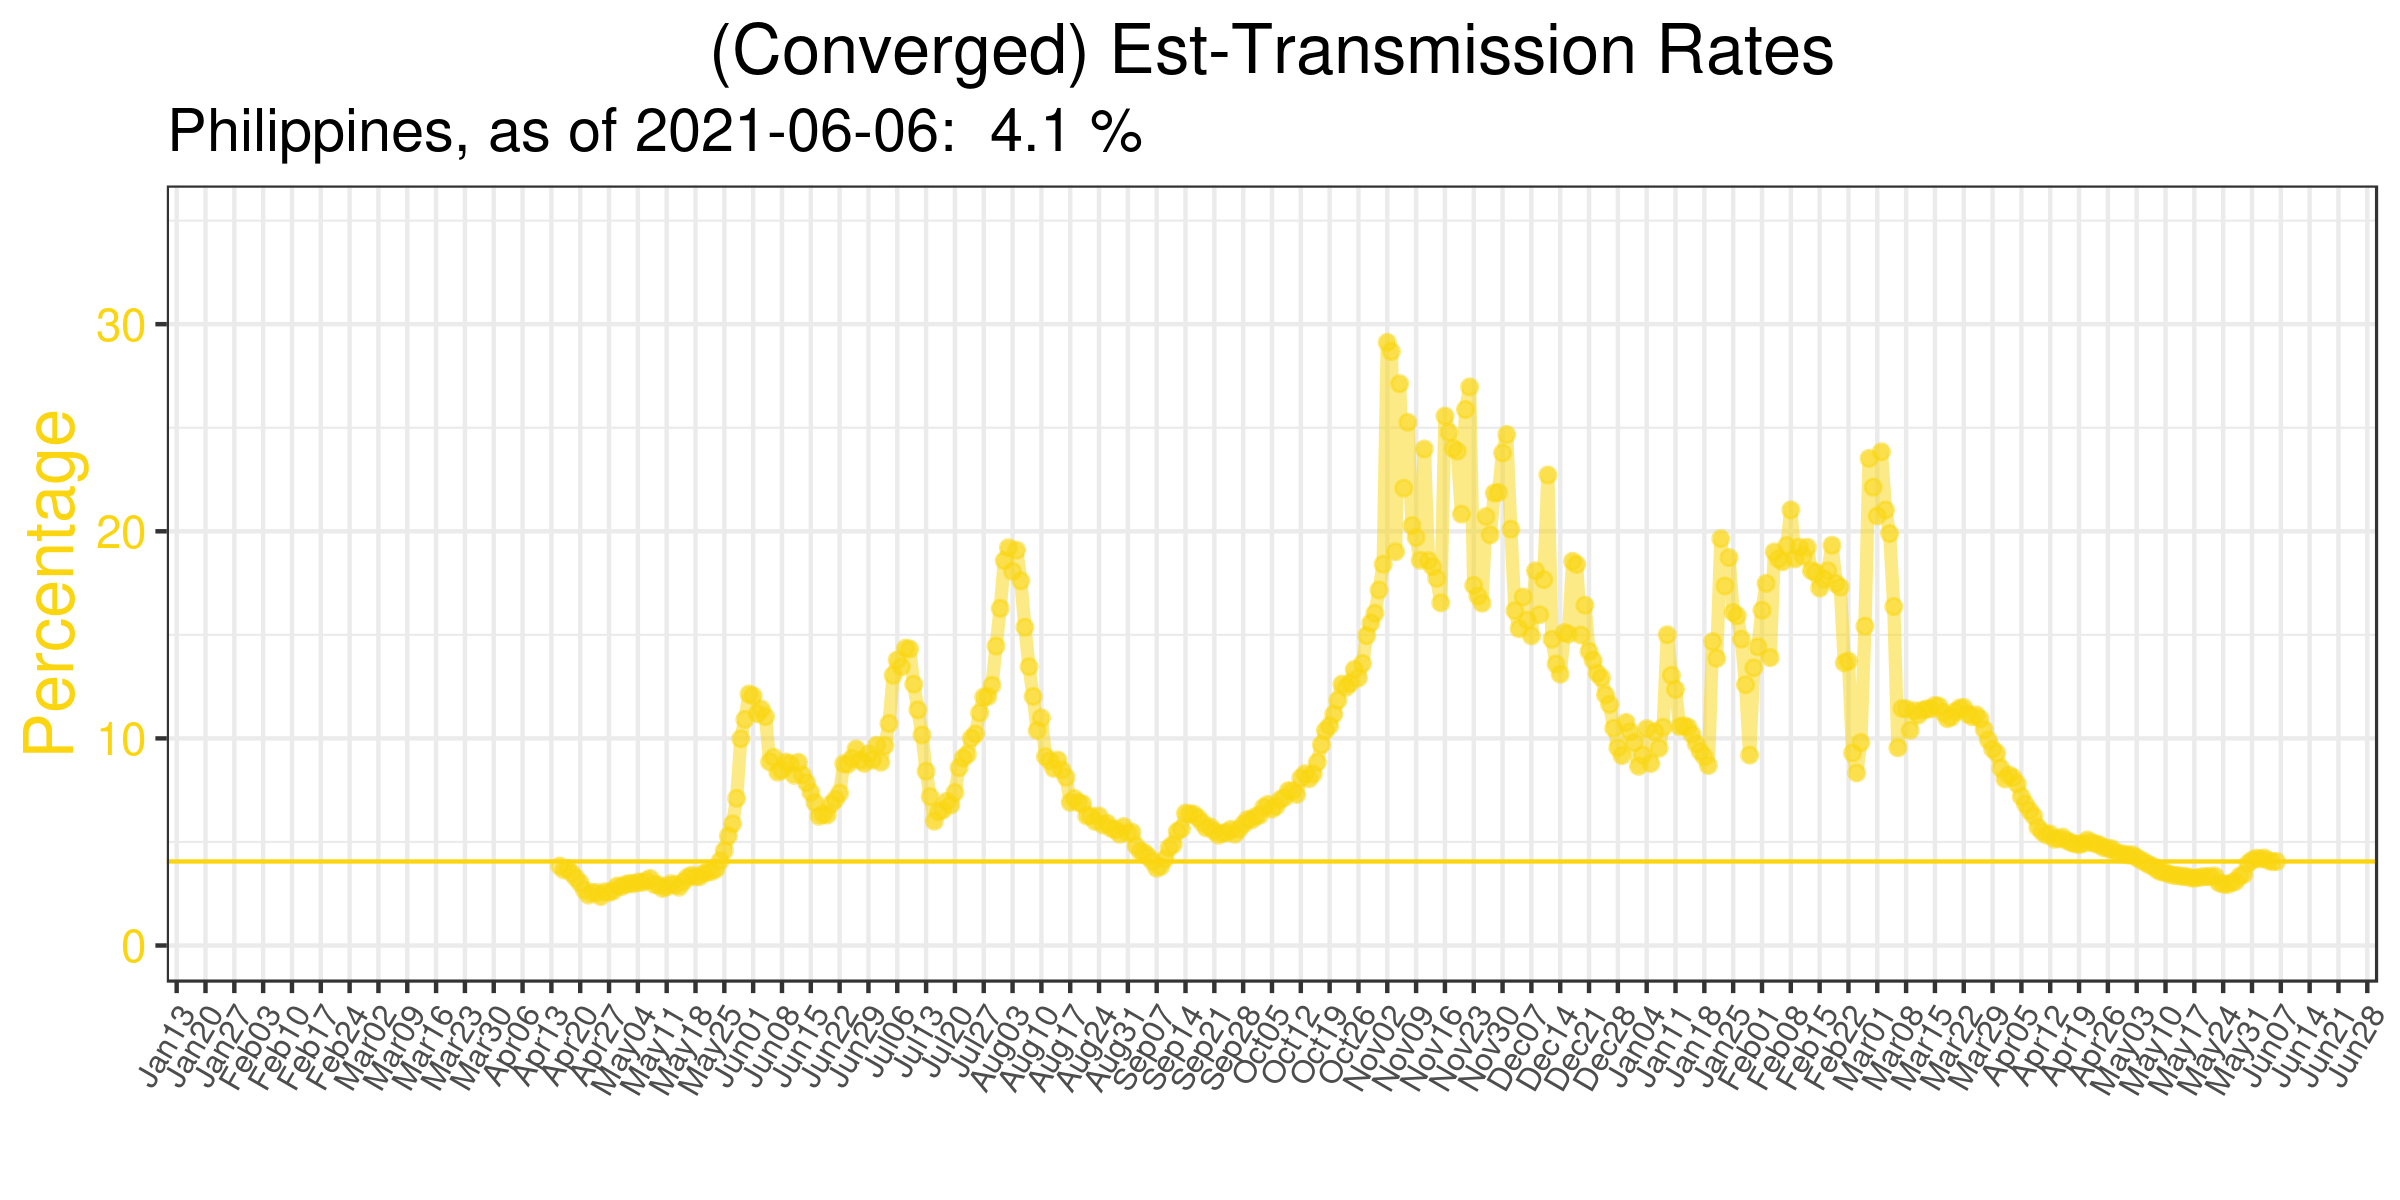 (Converged) Est-Transmission Rates
Philippines, as of 2021-06-06:  4.1 %
Percentage
30
20
10
0
Jan13
Jan20
Jan27
Feb03
Feb10
Feb17
Feb24
Mar02
Mar09
Mar16
Mar23
Mar30
Apr06
Apr13
Apr20
Apr27
May04
May11
May18
May25
Jun01
Jun08
Jun15
Jun22
Jun29
Jul06
Jul13
Jul20
Jul27
Aug03
Aug10
Aug17
Aug24
Aug31
Sep07
Sep14
Sep21
Sep28
Oct05
Oct12
Oct19
Oct26
Nov02
Nov09
Nov16
Nov23
Nov30
Dec07
Dec14
Dec21
Dec28
Jan04
Jan11
Jan18
Jan25
Feb01
Feb08
Feb15
Feb22
Mar01
Mar08
Mar15
Mar22
Mar29
Apr05
Apr12
Apr19
Apr26
May03
May10
May17
May24
May31
Jun07
Jun14
Jun21
Jun28